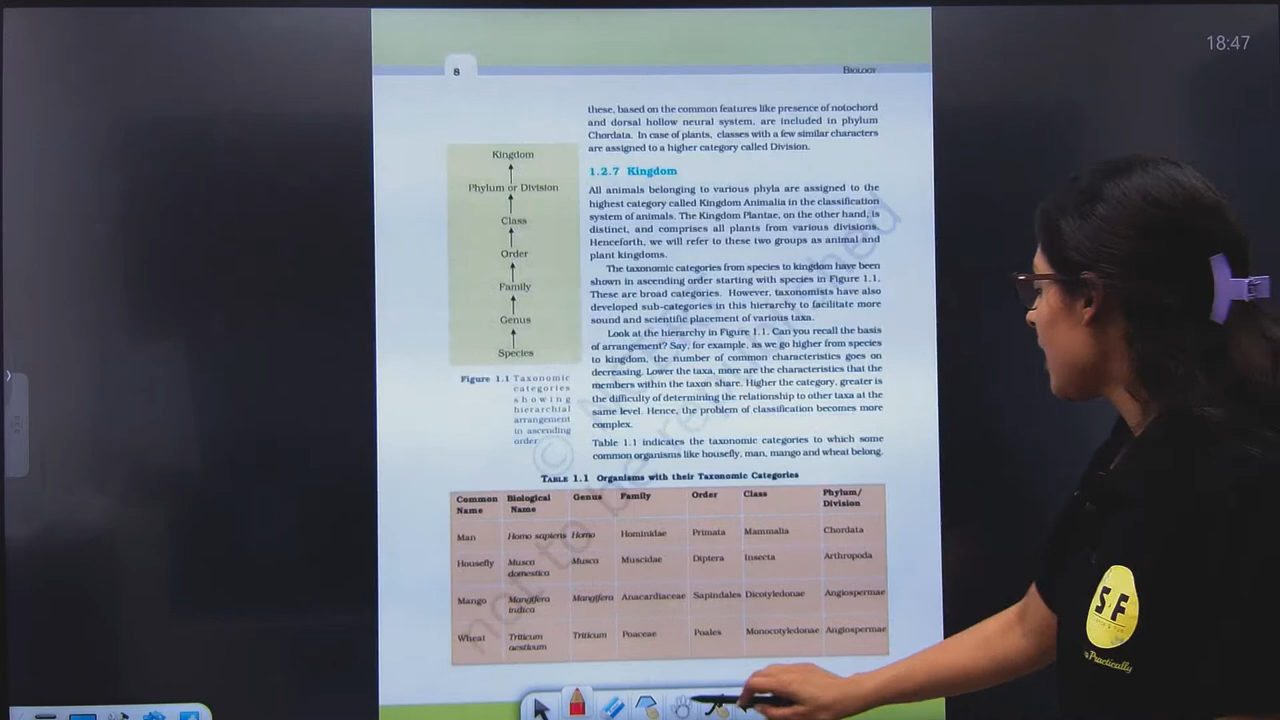 18:47
8
BIOLOGY
these, based on the common features like presence of notochord
and dorsal hollow neural system, are included in phylum
Chordata. In case of plants, classes with a few similar characters
are assigned to a higher category called Division.
Kingdom
Phylum or Division
Class
Order
Family
Genus
Species
Figure 1.1 Taxonomic
categories
showing
hierarchial
arrangement
in ascending
order
1.2.7 Kingdom
All animals belonging to various phyla are assigned to the
highest category called Kingdom Animalia in the classification
system of animals. The Kingdom Plantae, on the other hand, is
distinct, and comprises all plants from various divisions.
Henceforth, we will refer to these two groups as animal and
plant kingdoms.
The taxonomic categories from species to kingdom have been
shown in ascending order starting with species in Figure 1.1.
These are broad categories. However, taxonomists have also
developed sub-categories in this hierarchy to facilitate more
sound and scientific placement of various taxa.
Look at the hierarchy in Figure 1.1. Can you recall the basis
of arrangement? Say, for example, as we go higher from species
to kingdom, the number of common characteristics goes on
decreasing. Lower the taxa, more are the characteristics that the
members within the taxon share. Higher the category, greater is
the difficulty of determining the relationship to other taxa at the
same level. Hence, the problem of classification becomes more
complex.
Table 1.1 indicates the taxonomic categories to which some
common organisms like housefly, man, mango and wheat belong.
TABLE 1.1 Organisms with their Taxonomic Categories
Common Name Biological Name Genus Family Order Class Phylum/ Division
Man Homo sapiens Homo Hominidae Primata Mammalia Chordata
Housefly Musca domestica Musca Muscidae Diptera Insecta Arthropoda
Mango Mangifera indica Mangifera Anacardiaceae Sapindales Dicotyledonae Angiospermae
Wheat Triticum aestivum Triticum Poaceae Poales Monocotyledonae Angiospermae
not to be
S F
Practically